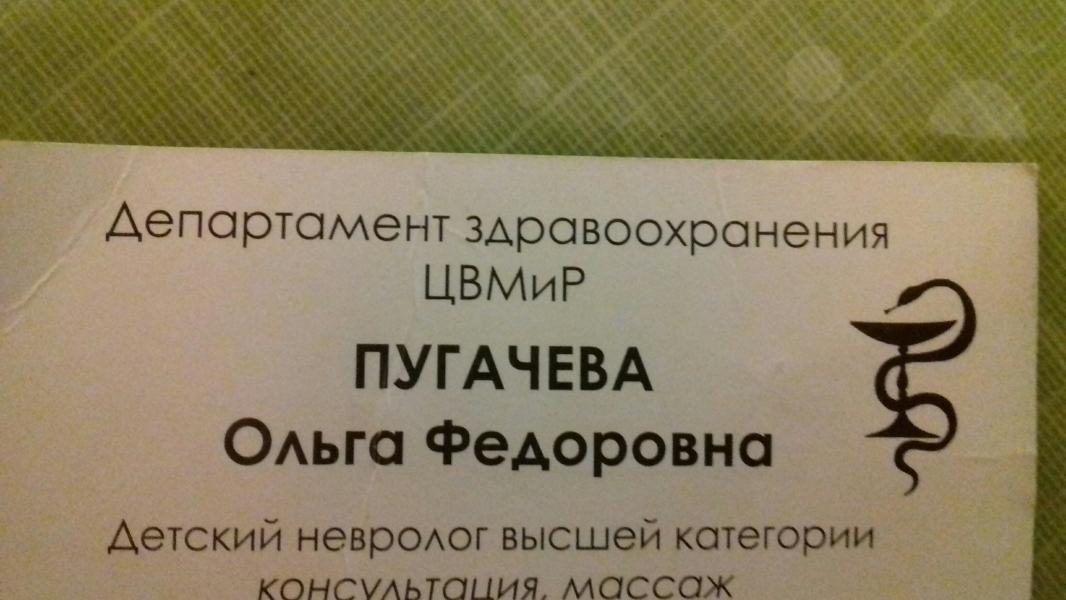 Департамент здравоохранения
ЦВМиР
ПУГАЧЕВА
Ольга Федоровна
Детский невролог высшей категории
консультация, массаж